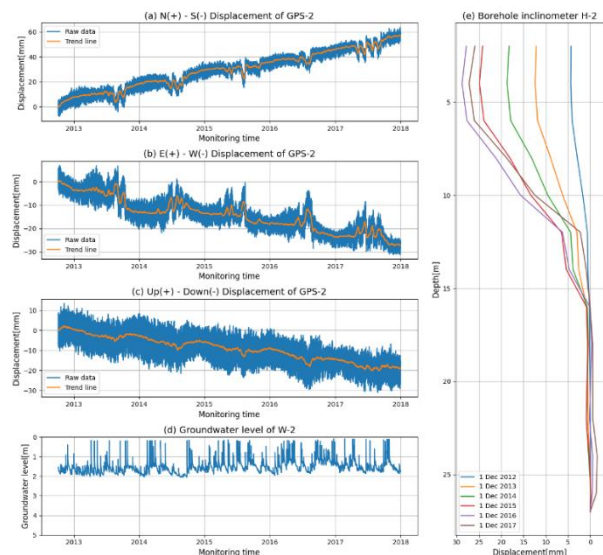 (a) N(+) - S(-) Displacement of GPS-2
Displacement[mm]
60
40
20
0
Raw data
Trend line
2013 2014 2015 2016 2017 2018
Monitoring time
(b) E(+) - W(-) Displacement of GPS-2
Displacement[mm]
10
0
−10
−20
−30
Raw data
Trend line
2013 2014 2015 2016 2017 2018
Monitoring time
(c) Up(+) - Down(-) Displacement of GPS-2
Displacement[mm]
10
0
−10
−20
−30
Raw data
Trend line
2013 2014 2015 2016 2017 2018
Monitoring time
(d) Groundwater level of W-2
Groundwater level[m]
0
1
2
3
4
5
2013 2014 2015 2016 2017 2018
Monitoring time
(e) Borehole inclinometer H-2
Depth[m]
5
10
15
20
25
1 Dec 2012
1 Dec 2013
1 Dec 2014
1 Dec 2015
1 Dec 2016
1 Dec 2017
30 25 20 15 10 5 0
Displacement[mm]